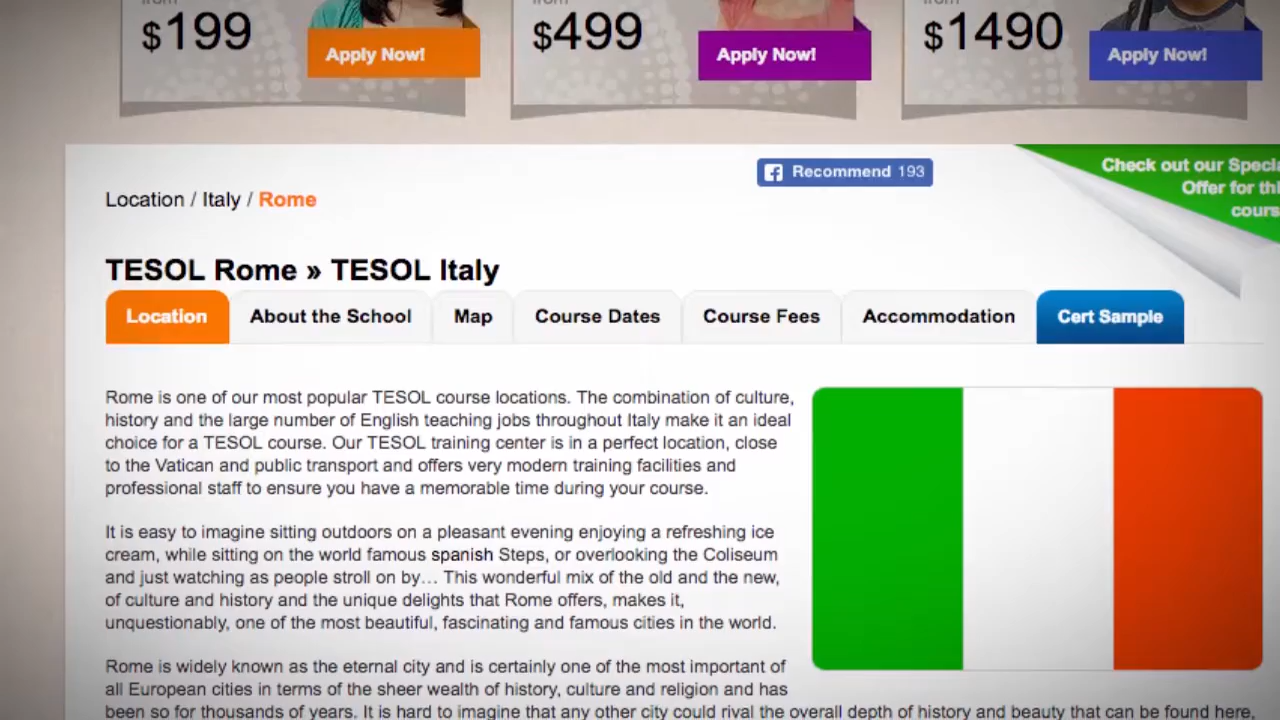 $199
$499
$1490
Apply Now!
Apply Now!
Apply Now!
Recommend 193
Check out our
Offer for
Location / Italy / Rome
TESOL Rome » TESOL Italy
Location
About the School
Map
Course Dates
Course Fees
Accommodation
Cert Sample
Rome is one of our most popular TESOL course locations. The combination of culture,
history and the large number of English teaching jobs throughout Italy make it an ideal
choice for a TESOL course. Our TESOL training center is in a perfect location, close
to the Vatican and public transport and offers very modern training facilities and
professional staff to ensure you have a memorable time during your course.
It is easy to imagine sitting outdoors on a pleasant evening enjoying a refreshing ice
cream, while sitting on the world famous spanish Steps, or overlooking the Coliseum
and just watching as people stroll on by… This wonderful mix of the old and the new,
of culture and history and the unique delights that Rome offers, makes it,
unquestionably, one of the most beautiful, fascinating and famous cities in the world.
Rome is widely known as the eternal city and is certainly one of the most important of
all European cities in terms of the sheer wealth of history, culture and religion and has
been so for thousands of years. It is hard to imagine that any other city could rival the overall depth of history and beauty that can be found here,